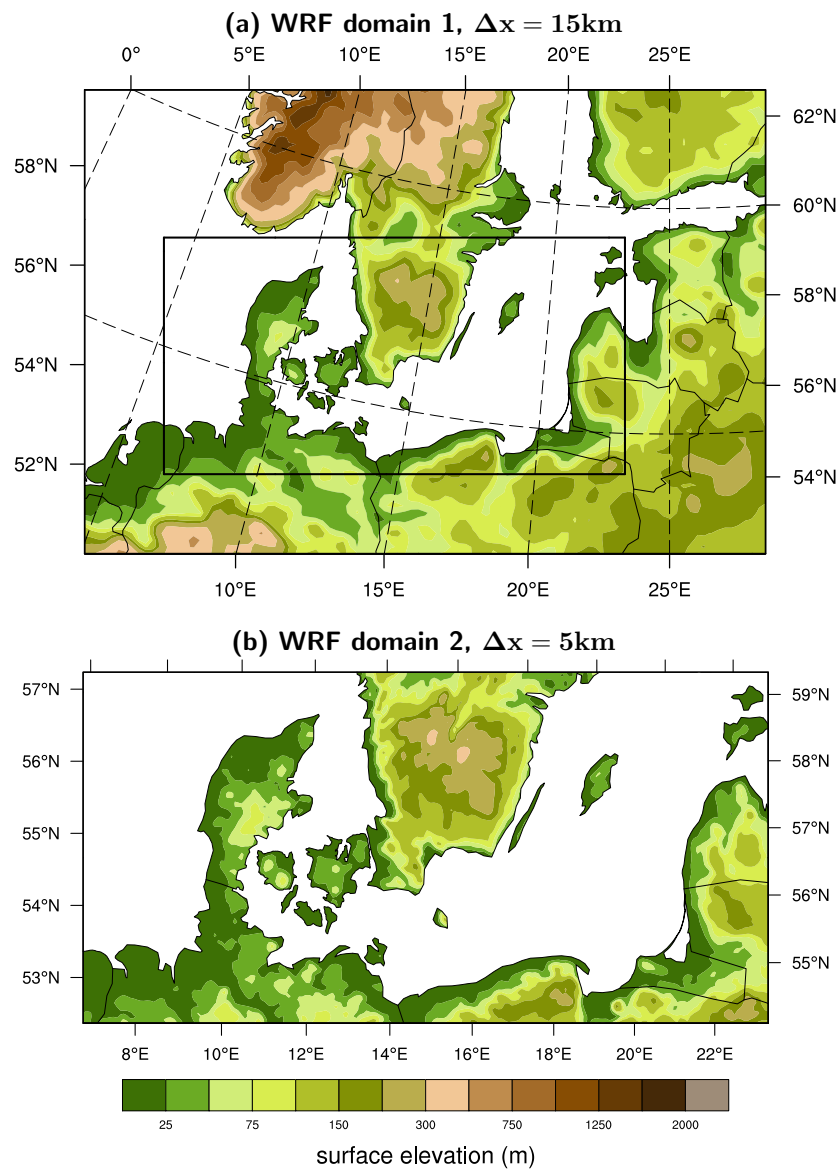 (a) WRF domain 1, Δx = 15km
0° 5°E 10°E 15°E 20°E 25°E
62°N
58°N
60°N
56°N
58°N
54°N
56°N
52°N
54°N
10°E 15°E 20°E 25°E
(b) WRF domain 2, Δx = 5km
57°N
59°N
56°N
58°N
55°N
57°N
54°N
56°N
53°N
55°N
8°E 10°E 12°E 14°E 16°E 18°E 20°E 22°E
25 75 150 300 750 1250 2000
surface elevation (m)